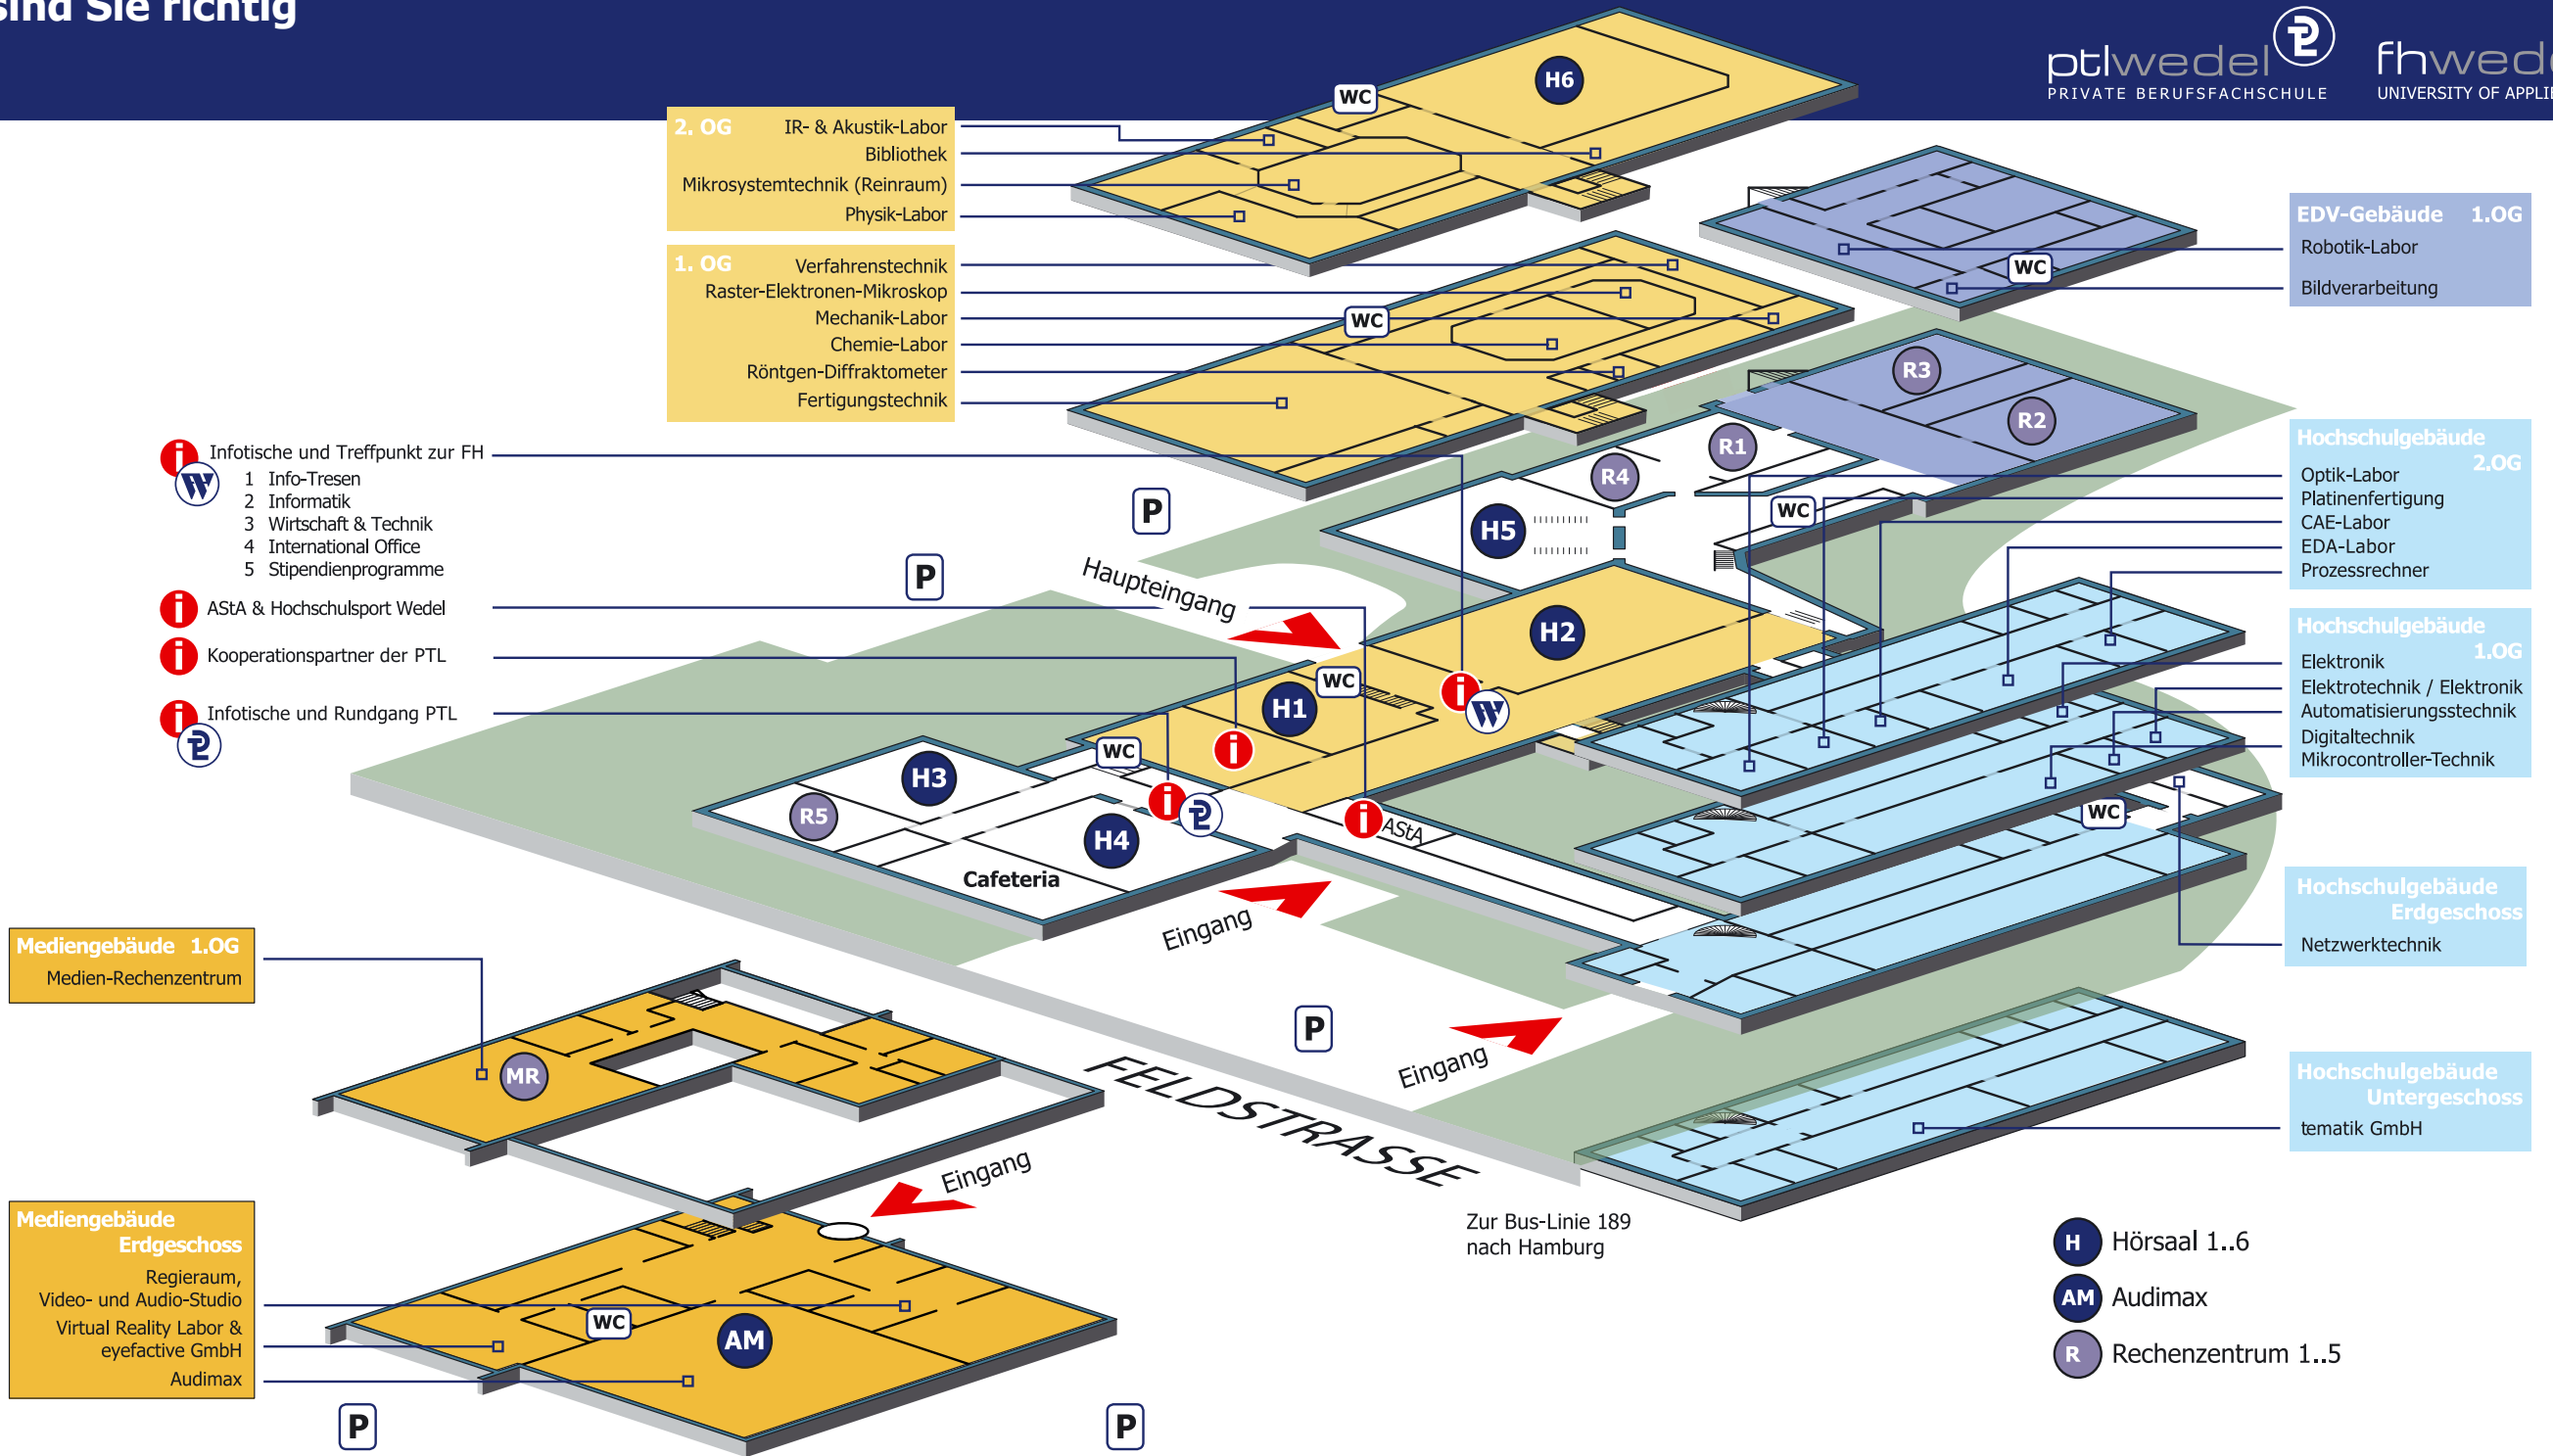 sind Sie richtig
ptlwedel
PRIVATE BERUFSFACHSCHULE
fhwede
UNIVERSITY OF APPLIE
2. OG
IR- & Akustik-Labor
Bibliothek
Mikrosystemtechnik (Reinraum)
Physik-Labor
1. OG
Verfahrenstechnik
Raster-Elektronen-Mikroskop
Mechanik-Labor
Chemie-Labor
Röntgen-Diffraktometer
Fertigungstechnik
H6
WC
WC
EDV-Gebäude 1.OG
Robotik-Labor
Bildverarbeitung
WC
R3
R2
R1
R4
H5
WC
Infotische und Treffpunkt zur FH
1 Info-Tresen
2 Informatik
3 Wirtschaft & Technik
4 International Office
5 Stipendienprogramme
AStA & Hochschulsport Wedel
Kooperationspartner der PTL
Infotische und Rundgang PTL
P
P
Haupteingang
H2
H1
WC
WC
H3
R5
H4
Cafeteria
AStA
Eingang
Hochschulgebäude
2.OG
Optik-Labor
Platinenfertigung
CAE-Labor
EDA-Labor
Prozessrechner
Hochschulgebäude
1.OG
Elektronik
Elektrotechnik / Elektronik
Automatisierungsstechnik
Digitaltechnik
Mikrocontroller-Technik
WC
Hochschulgebäude
Erdgeschoss
Netzwerktechnik
Hochschulgebäude
Untergeschoss
tematik GmbH
Mediengebäude 1.OG
Medien-Rechenzentrum
MR
P
Eingang
FELDSTRASSE
Eingang
Zur Bus-Linie 189
nach Hamburg
Mediengebäude
Erdgeschoss
Regieraum,
Video- und Audio-Studio
Virtual Reality Labor &
eyefactive GmbH
Audimax
WC
AM
P
P
H Hörsaal 1..6
AM Audimax
R Rechenzentrum 1..5